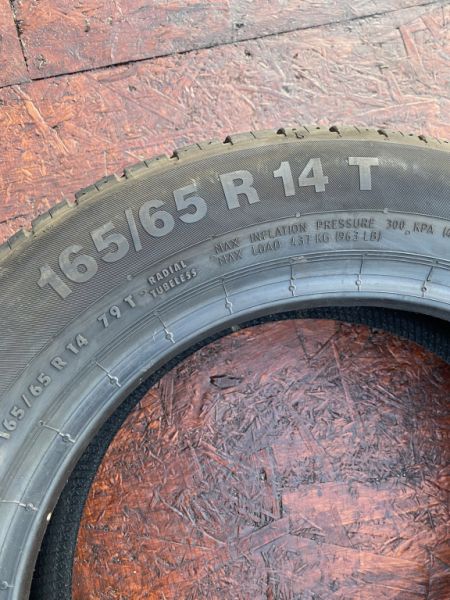 165/65 R 14 T
MAX INFLATION PRESSURE 300 KPA
MAX LOAD 437 KG (963 LB)
RADIAL
TUBELESS
165/65 R 14 79 T